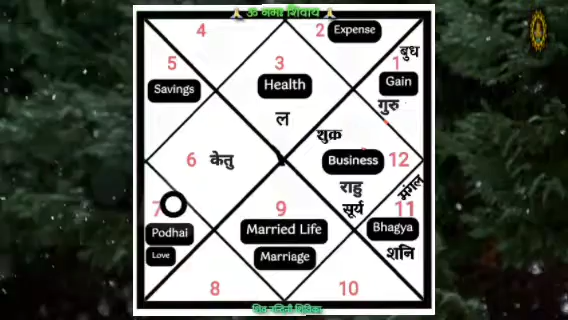 ॐ नमः शिवाय
4
2 Expense
बुध
5
3
1
Savings
Health
Gain
ल
गुरु
शुक्र
6 केतु
Business 12
राहु
मंगल
7
9
सूर्य
11
Podhai
Married Life
Bhagya
Love
Marriage
शनि
8
10